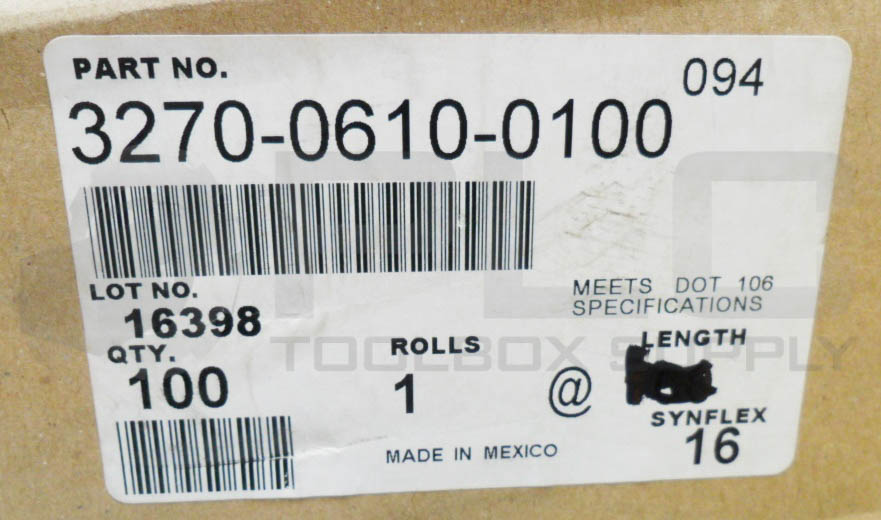 PART NO.
094
3270-0610-0100
PLC
TOOLBOX SUPPLY
LOT NO.
16398
MEETS DOT 106
SPECIFICATIONS
QTY.
100
ROLLS
1
@
LENGTH
SYNFLEX
16
MADE IN MEXICO